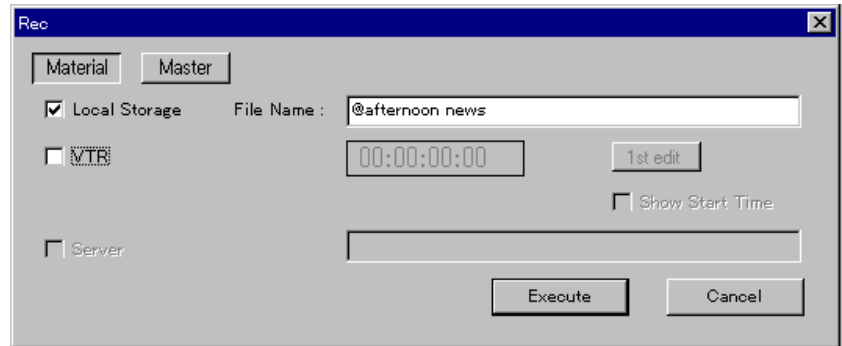 Rec
Material Master
Local Storage File Name : @afternoon news
VTR 00:00:00:00 1st edit
Show Start Time
Server
Execute Cancel